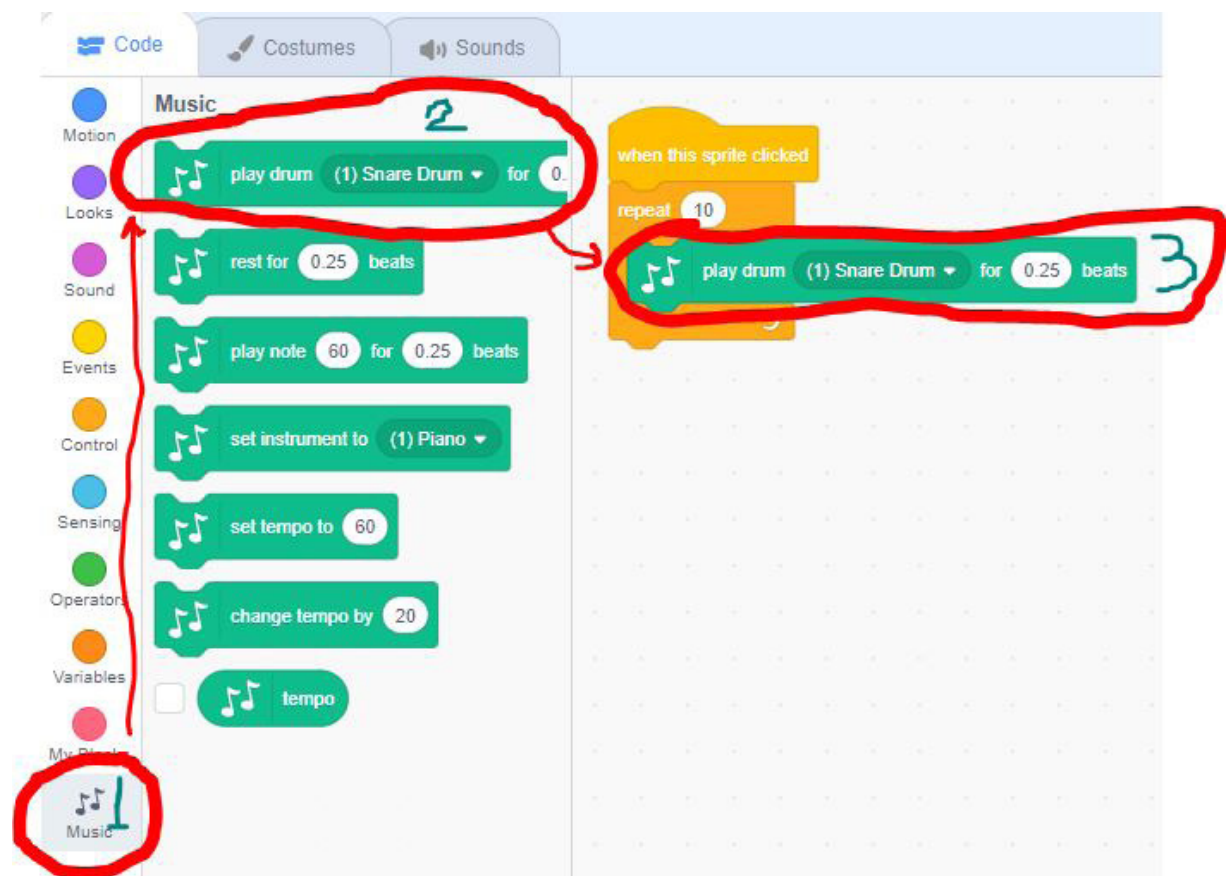 Code
Costumes
Sounds
Motion
Looks
Sound
Events
Control
Sensing
Operators
Variables
My Blocks
Music
1
Music
2
play drum (1) Snare Drum for 0.
rest for 0.25 beats
play note 60 for 0.25 beats
set instrument to (1) Piano
set tempo to 60
change tempo by 20
tempo
when this sprite clicked
repeat 10
play drum (1) Snare Drum for 0.25 beats
3